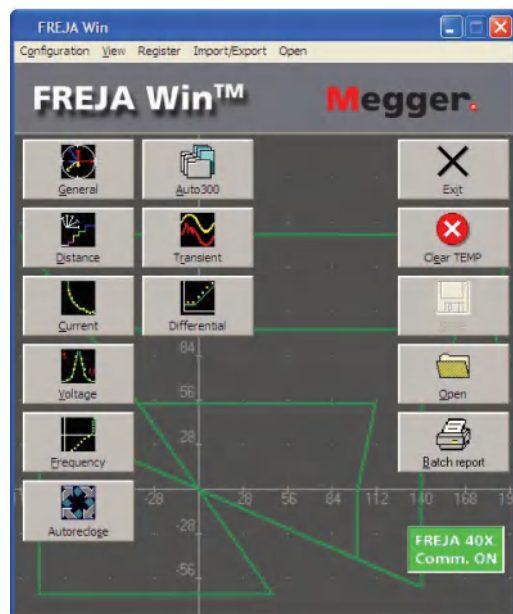 FREJA Win
Configuration View Register Import/Export Open
FREJA Win™ Megger.
General Auto300 Exit
Distance Transient Clear TEMP
Current Differential
84
Voltage 56 Open
28
Frequency Batch report
-28 28 56 84 112 140 168
Autoreclose -28
FREJA 40X
Comm. ON
-56